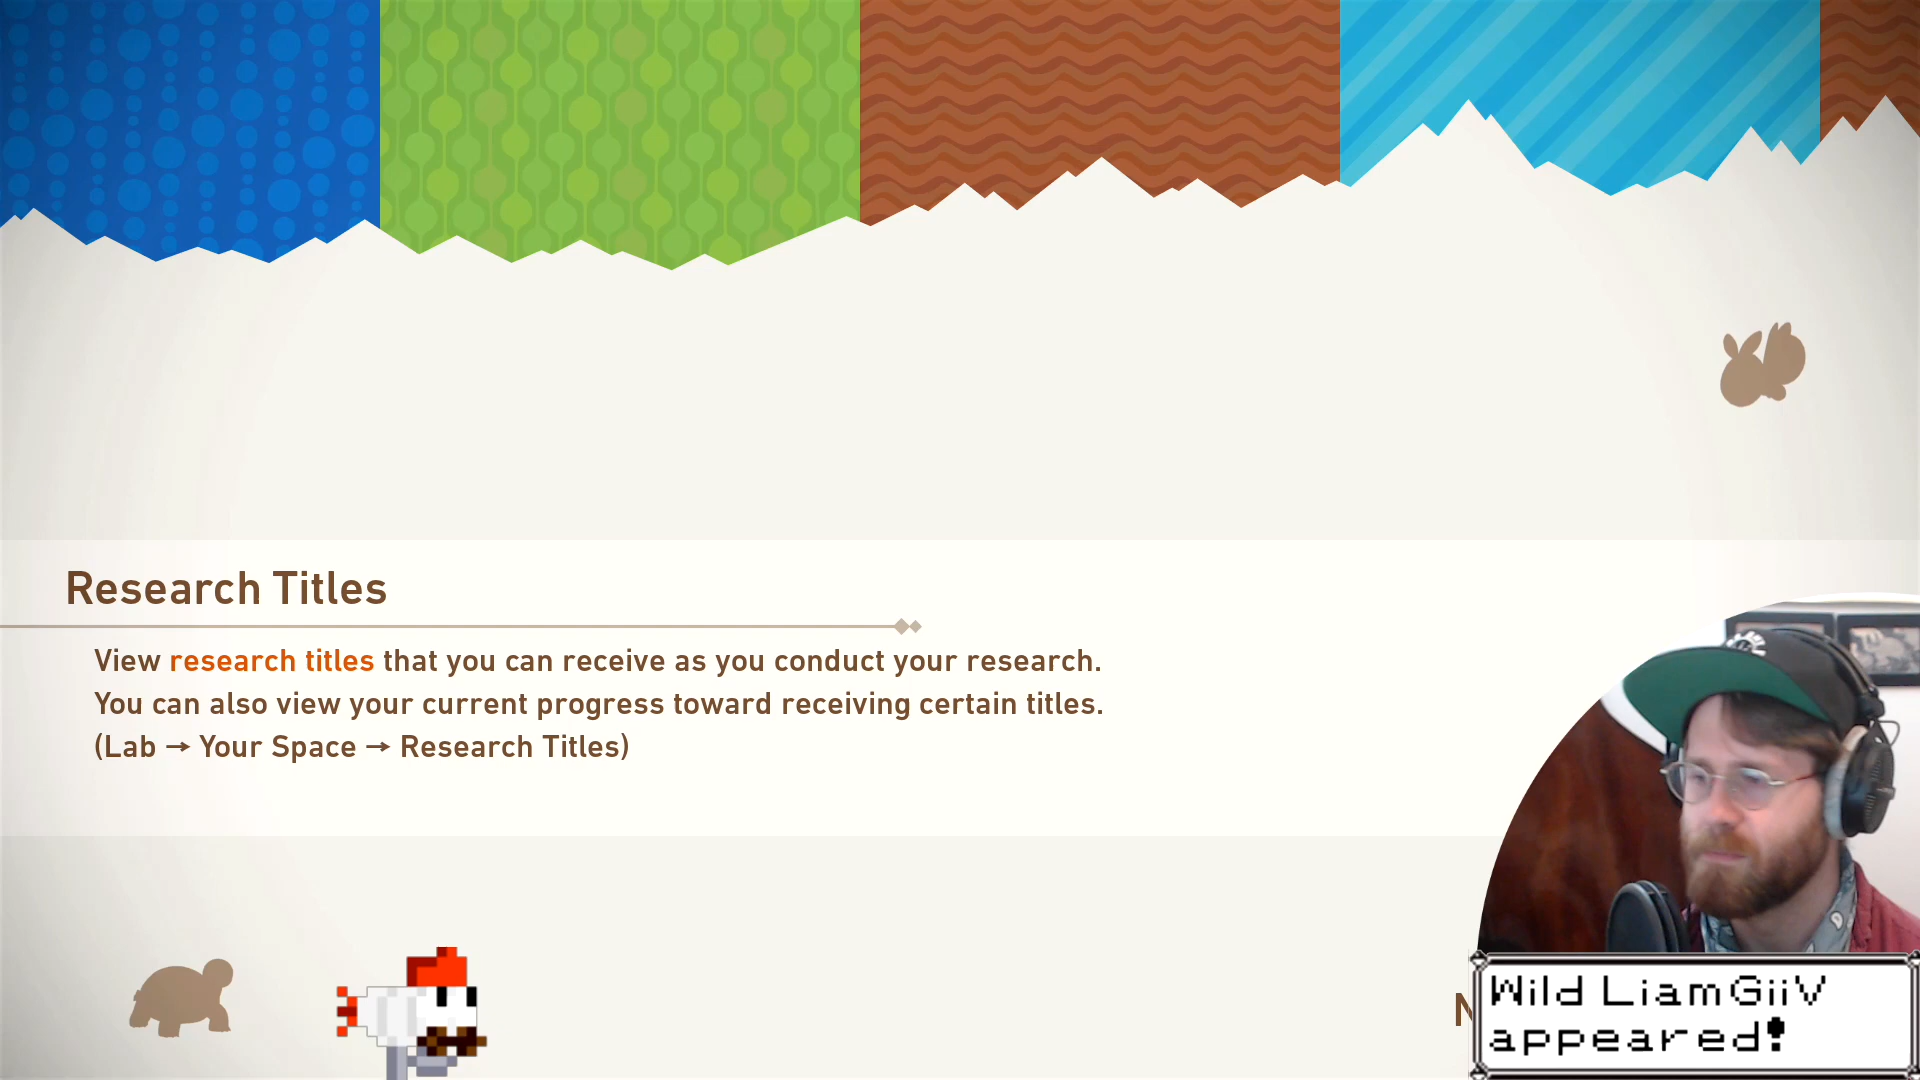 Research Titles
View research titles that you can receive as you conduct your research.
You can also view your current progress toward receiving certain titles.
(Lab → Your Space → Research Titles)
Wild LiamGiiV
appeared!